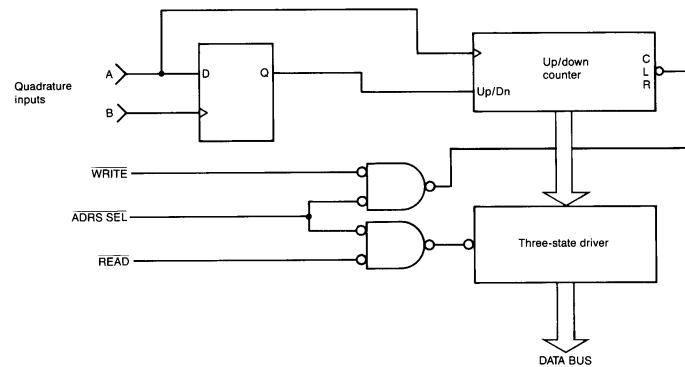 Quadrature
inputs
A
B
D
Q
Up/down
counter
Up/Dn
C
L
R
WRITE
ADRS SEL
READ
Three-state driver
DATA BUS